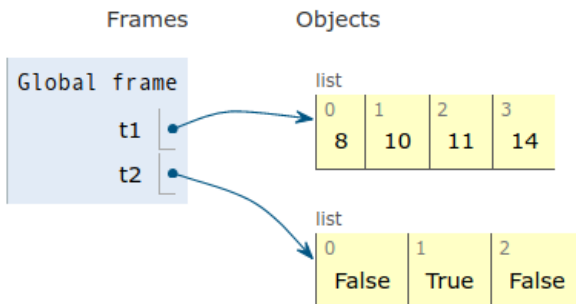 Frames Objects
Global frame
t1
t2
list
0 1 2 3
8 10 11 14
list
0 1 2
False True False